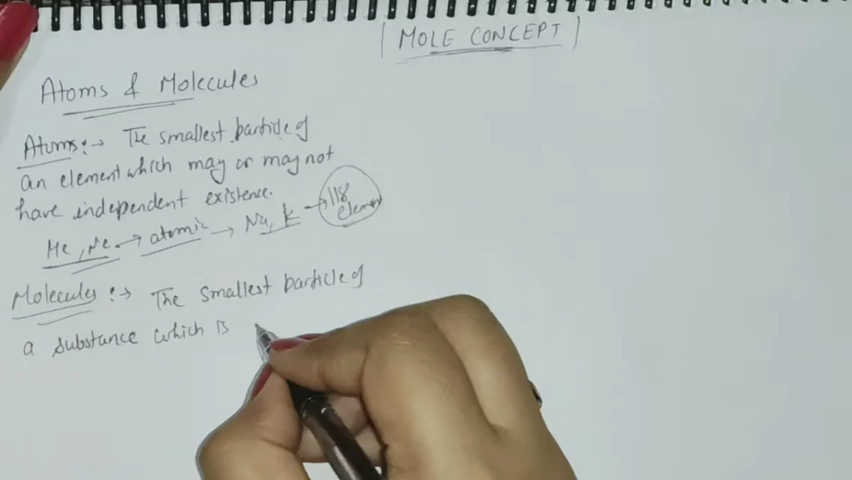 MOLE CONCEPT
Atoms & Molecules
Atoms :→ The smallest particle of
an element which may or may not
have independent existence.
He, Ne → atomic → Na, K → 118 element
Molecules :→ The smallest particle of
a substance which is